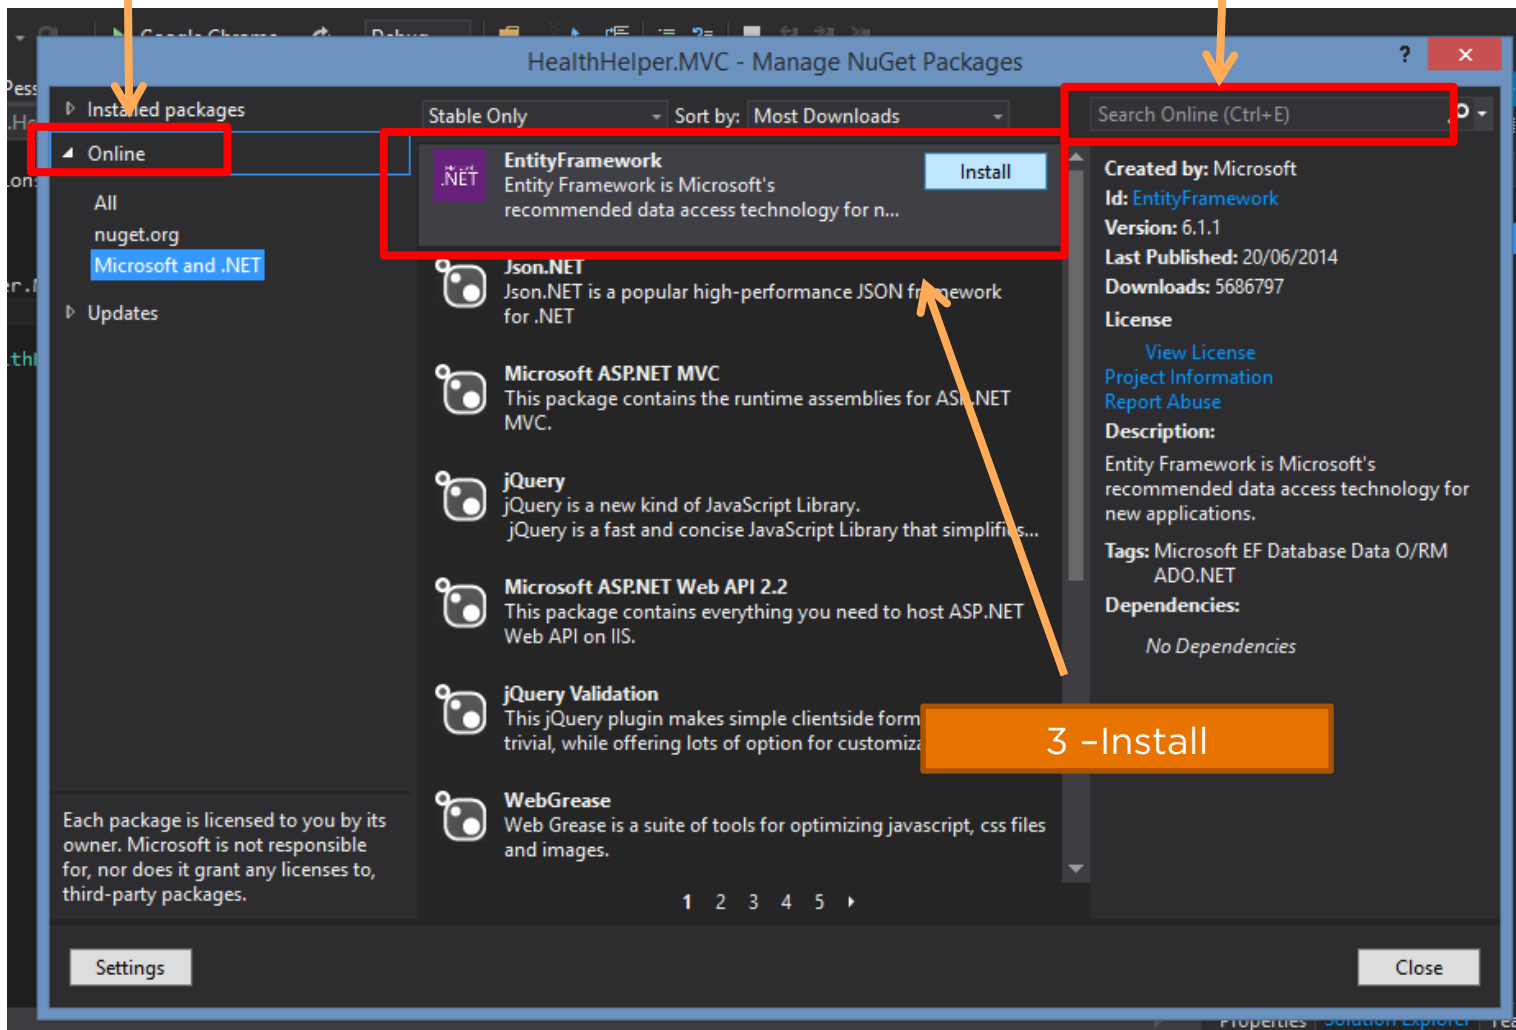 HealthHelper.MVC - Manage NuGet Packages
?
Installed packages
Online
All
nuget.org
Microsoft and .NET
Updates
Each package is licensed to you by its
owner. Microsoft is not responsible
for, nor does it grant any licenses to,
third-party packages.
Settings
Stable Only
Sort by: Most Downloads
.NET
EntityFramework
Entity Framework is Microsoft's
recommended data access technology for n...
Install
Json.NET
Json.NET is a popular high-performance JSON framework
for .NET
Microsoft ASP.NET MVC
This package contains the runtime assemblies for ASP.NET
MVC.
jQuery
jQuery is a new kind of JavaScript Library.
jQuery is a fast and concise JavaScript Library that simplifies...
Microsoft ASP.NET Web API 2.2
This package contains everything you need to host ASP.NET
Web API on IIS.
jQuery Validation
This jQuery plugin makes simple clientside form
trivial, while offering lots of option for
WebGrease
Web Grease is a suite of tools for optimizing javascript, css files
and images.
1 2 3 4 5
Search Online (Ctrl+E)
Created by: Microsoft
Id: EntityFramework
Version: 6.1.1
Last Published: 20/06/2014
Downloads: 5686797
License
View License
Project Information
Report Abuse
Description:
Entity Framework is Microsoft's
recommended data access technology for
new applications.
Tags: Microsoft EF Database Data O/RM
ADO.NET
Dependencies:
No Dependencies
3 –Install
Close
Properties Solution Explorer